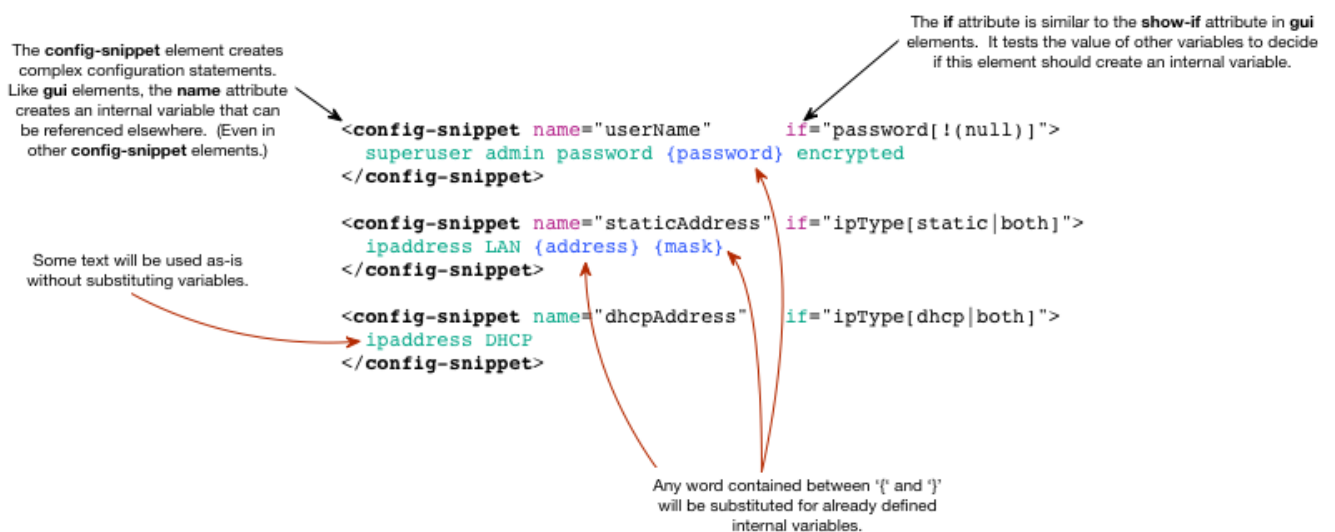 The config-snippet element creates
complex configuration statements.
Like gui elements, the name attribute
creates an internal variable that can
be referenced elsewhere. (Even in
other config-snippet elements.)
The if attribute is similar to the show-if attribute in gui
elements. It tests the value of other variables to decide
if this element should create an internal variable.
<config-snippet name="userName" if="password[!(null)]">
superuser admin password {password} encrypted
</config-snippet>
<config-snippet name="staticAddress" if="ipType[static|both]">
ipaddress LAN {address} {mask}
</config-snippet>
Some text will be used as-is
without substituting variables.
<config-snippet name="dhcpAddress" if="ipType[dhcp|both]">
ipaddress DHCP
</config-snippet>
Any word contained between ‘{‘ and ‘}’
will be substituted for already defined
internal variables.